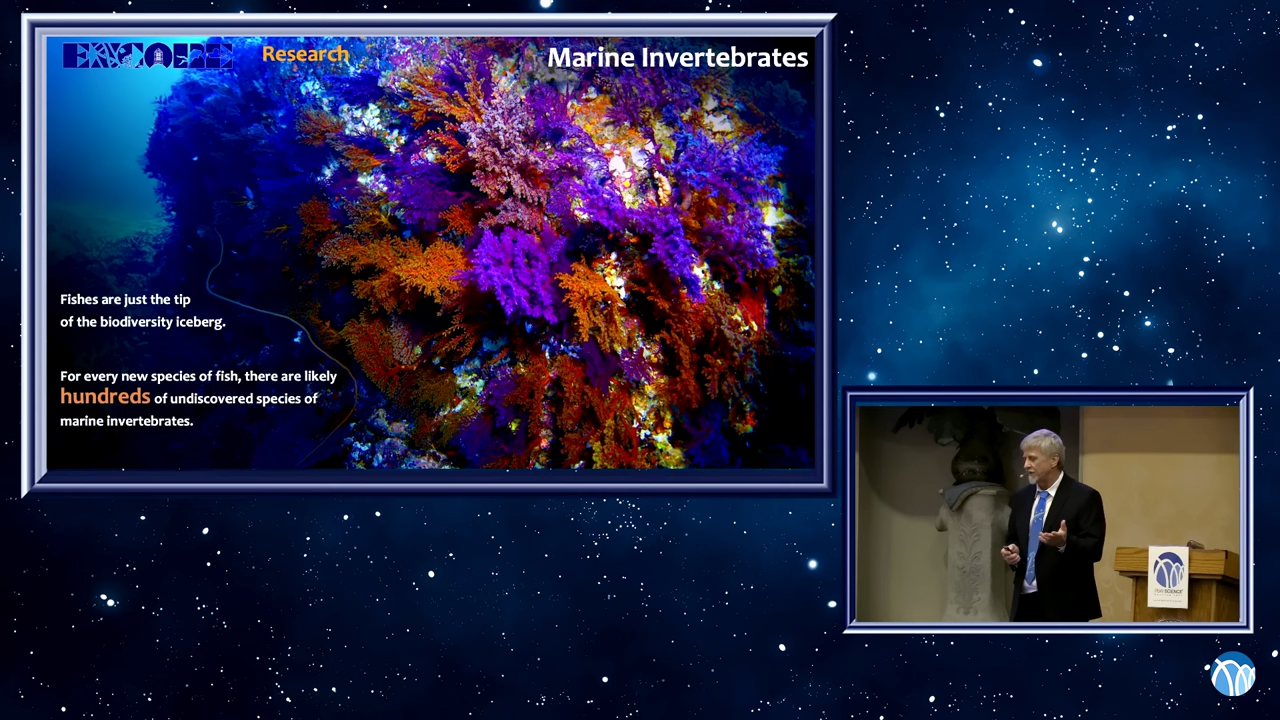 EXPLORE
Research
Marine Invertebrates
Fishes are just the tip
of the biodiversity iceberg.
For every new species of fish, there are likely
hundreds of undiscovered species of
marine invertebrates.